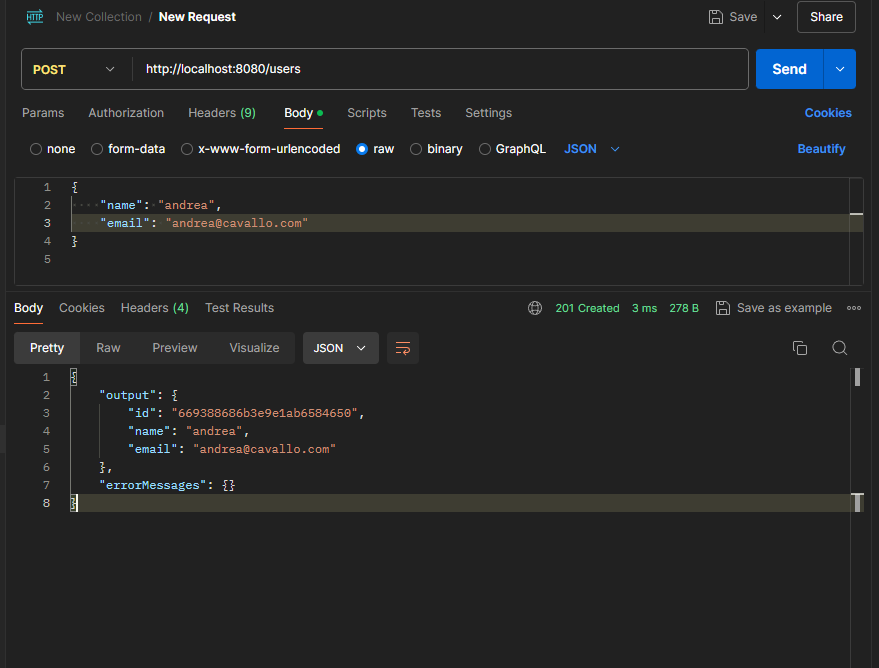 HTTP New Collection / New Request Save Share
POST http://localhost:8080/users Send
Params Authorization Headers (9) Body Scripts Tests Settings Cookies
none form-data x-www-form-urlencoded raw binary GraphQL JSON Beautify
1 {
2 ····"name":·"andrea",
3 ····"email": "andrea@cavallo.com"
4 }
5
Body Cookies Headers (4) Test Results 201 Created 3 ms 278 B Save as example
Pretty Raw Preview Visualize JSON
1 {
2 "output": {
3 "id": "669388686b3e9e1ab6584650",
4 "name": "andrea",
5 "email": "andrea@cavallo.com"
6 },
7 "errorMessages": {}
8 }